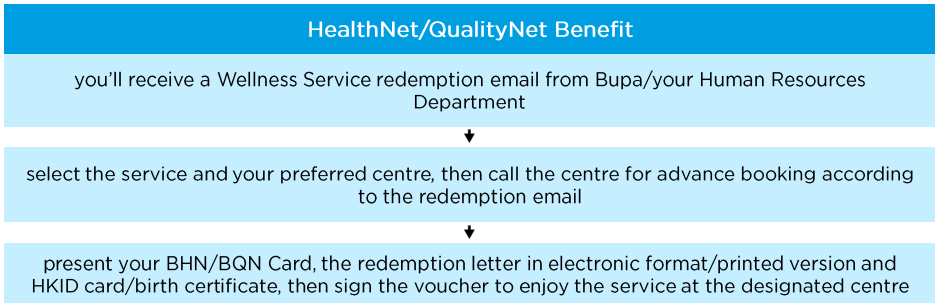 HealthNet/QualityNet Benefit
you’ll receive a Wellness Service redemption email from Bupa/your Human Resources
Department
select the service and your preferred centre, then call the centre for advance booking according
to the redemption email
present your BHN/BQN Card, the redemption letter in electronic format/printed version and
HKID card/birth certificate, then sign the voucher to enjoy the service at the designated centre